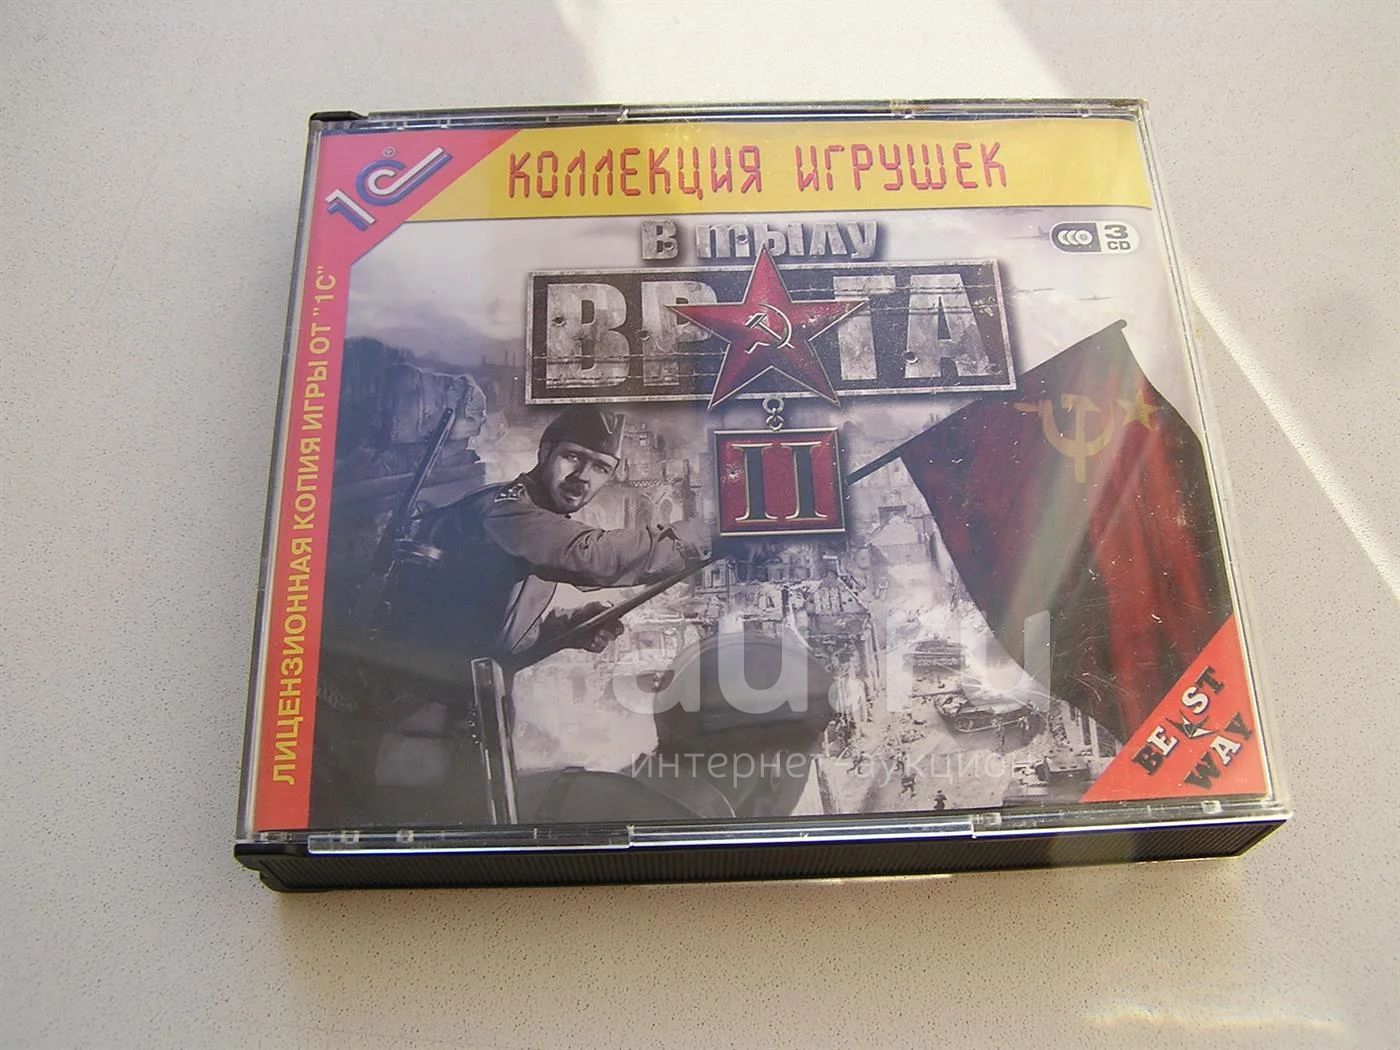 1С®
КОЛЛЕКЦИЯ ИГРУШЕК
ЛИЦЕНЗИОННАЯ КОПИЯ ИГРЫ ОТ "1С"
В тылу
ВРАГА
II
3
CD
BEST
WAY
au.ru
интернет-аукцион